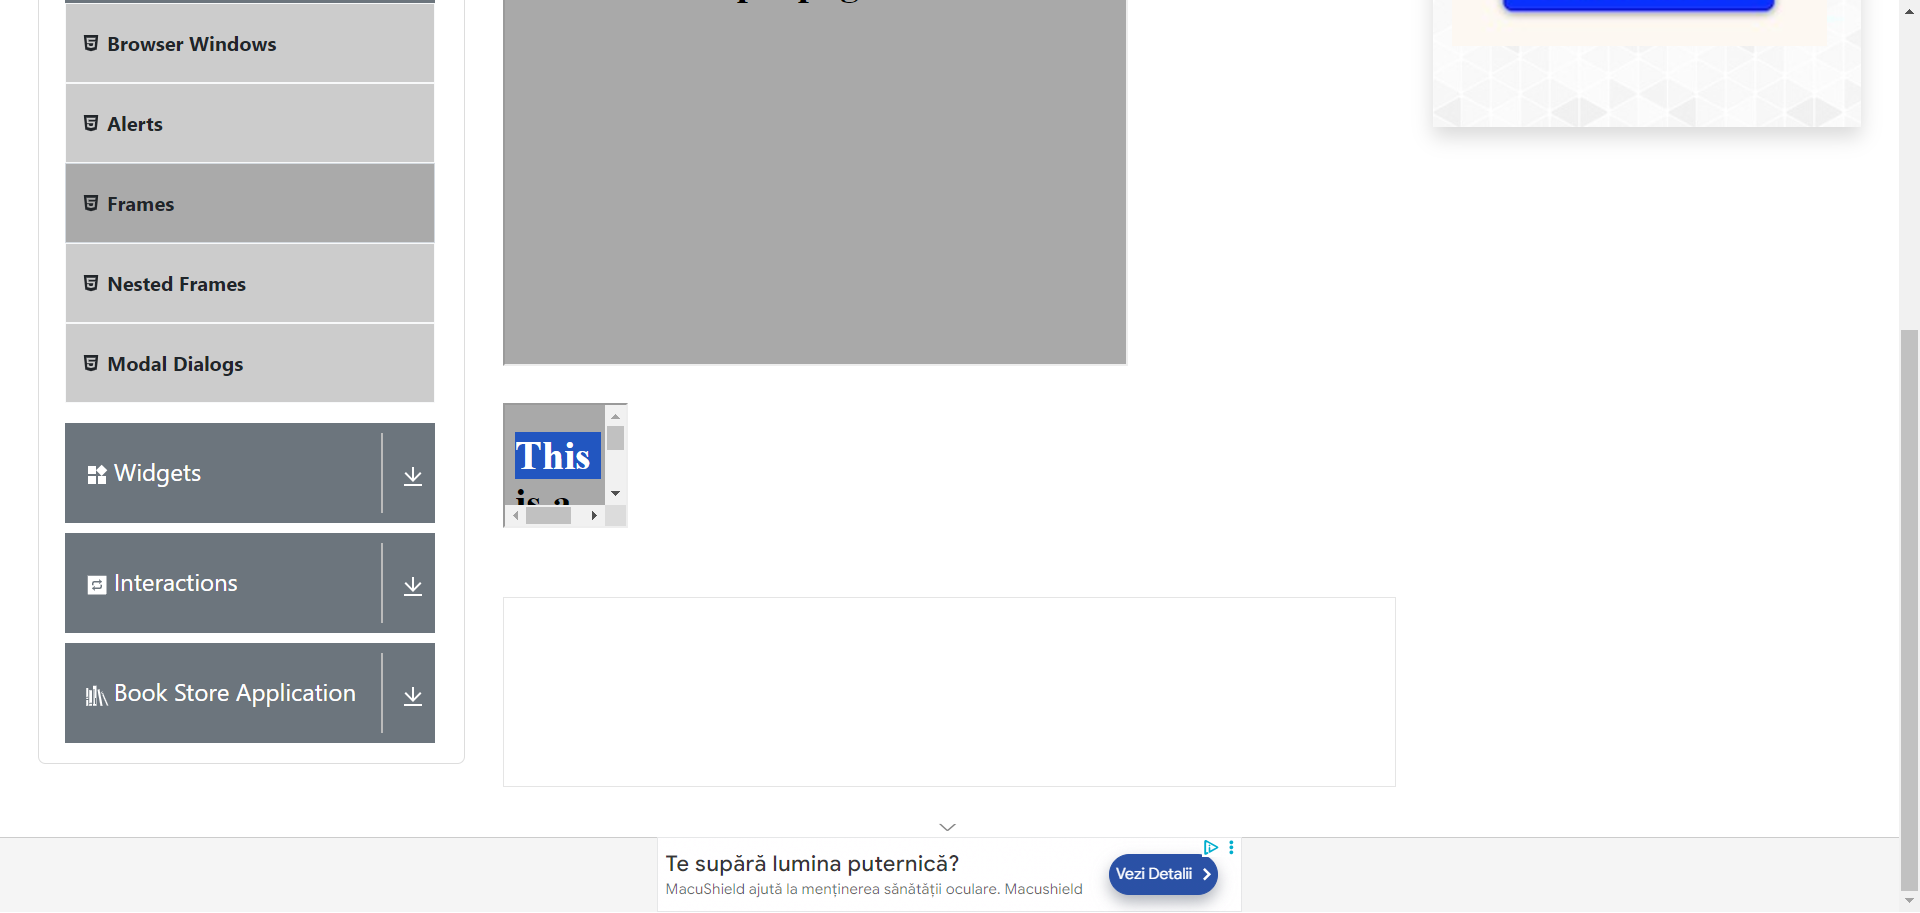 Browser Windows
Alerts
Frames
Nested Frames
Modal Dialogs
Widgets
Interactions
Book Store Application
This
is a
Te supără lumina puternică?
MacuShield ajută la menținerea sănătății oculare. Macushield
Vezi Detalii